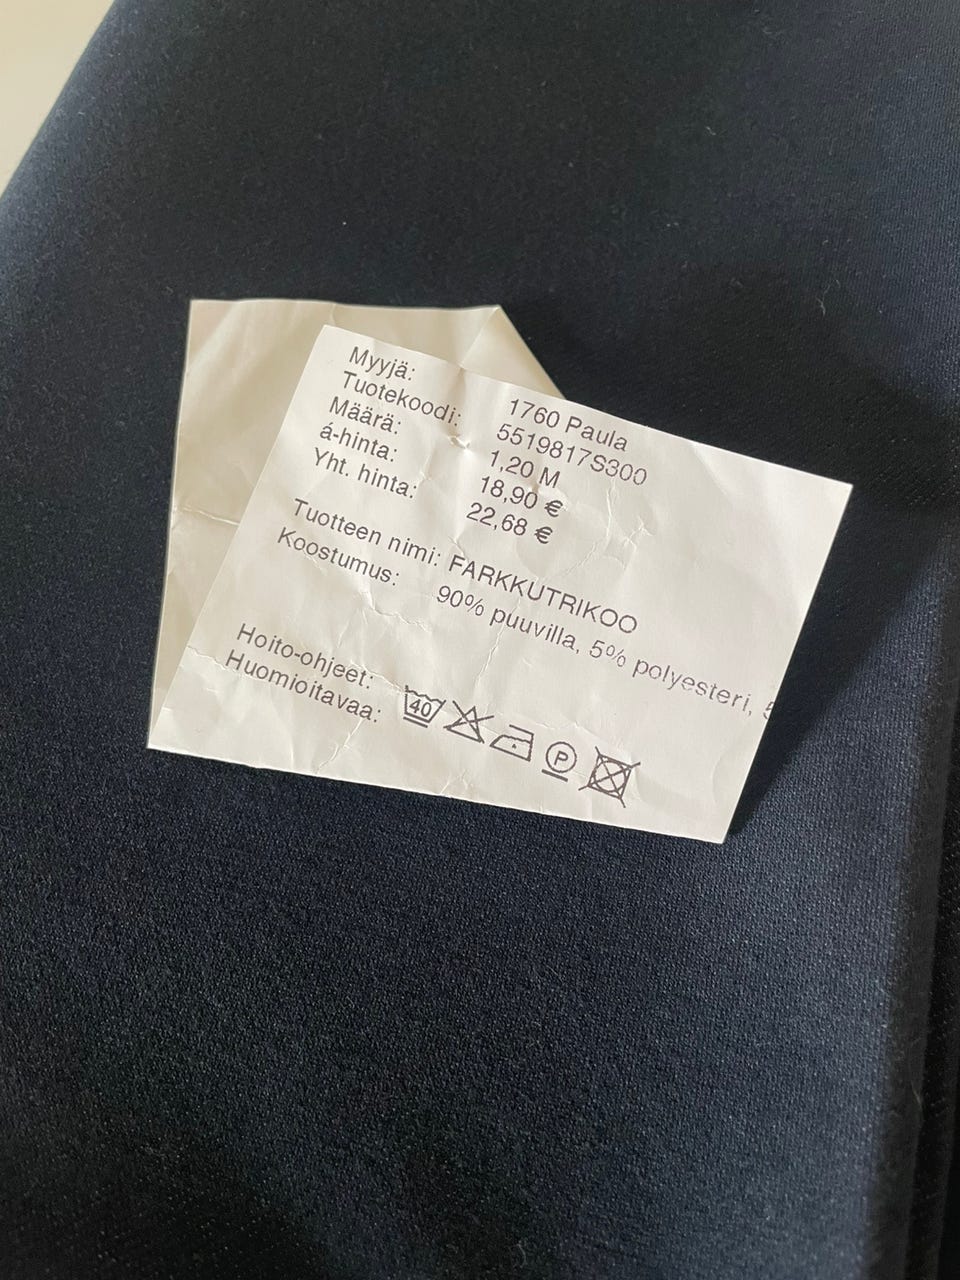 Myyjä: 1760 Paula
Tuotekoodi: 5519817S300
Määrä: 1,20 M
á-hinta: 18,90 €
Yht. hinta: 22,68 €
Tuotteen nimi: FARKKUTRIKOO
Koostumus: 90% puuvilla, 5% polyesteri,
Hoito-ohjeet:
Huomioitavaa: 40 P